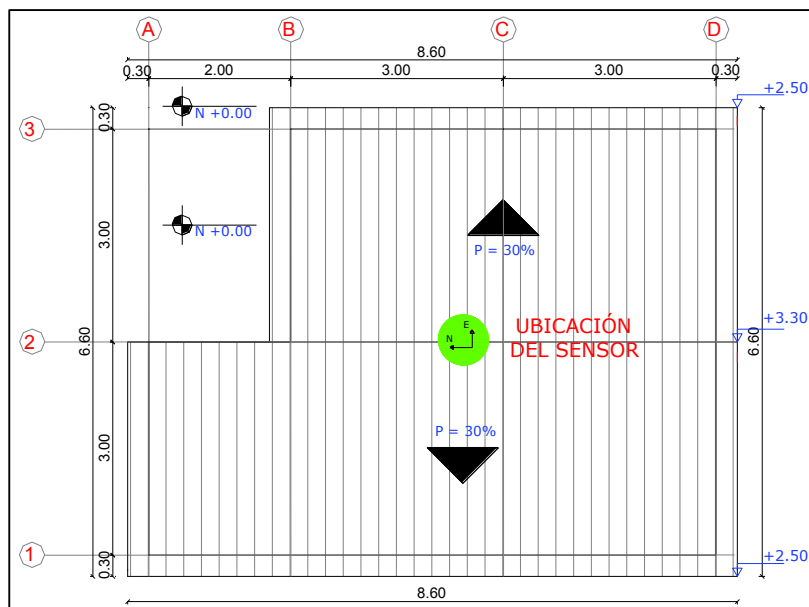 A B C D
8.60
0.30 2.00 3.00 3.00 0.30
+2.50
N +0.00
3
0.30
N +0.00
3.00
P = 30%
E
N
UBICACIÓN
DEL SENSOR
+3.30
2
6.60
6.60
P = 30%
3.00
1
0.30
+2.50
8.60